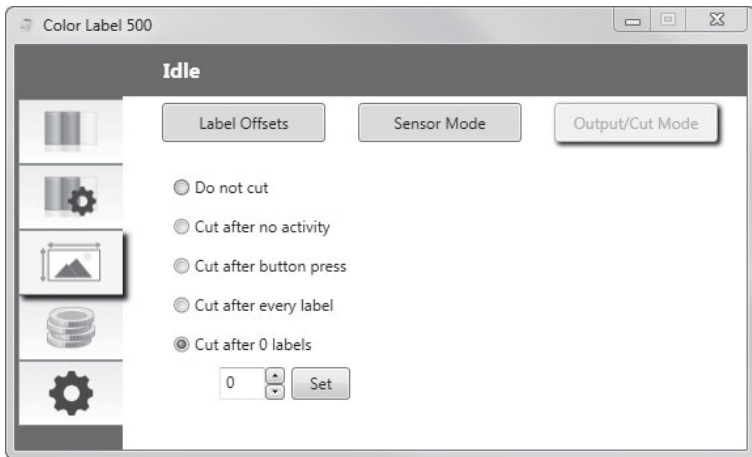 Color Label 500
Idle
Label Offsets Sensor Mode Output/Cut Mode
Do not cut
Cut after no activity
Cut after button press
Cut after every label
Cut after 0 labels
0 Set